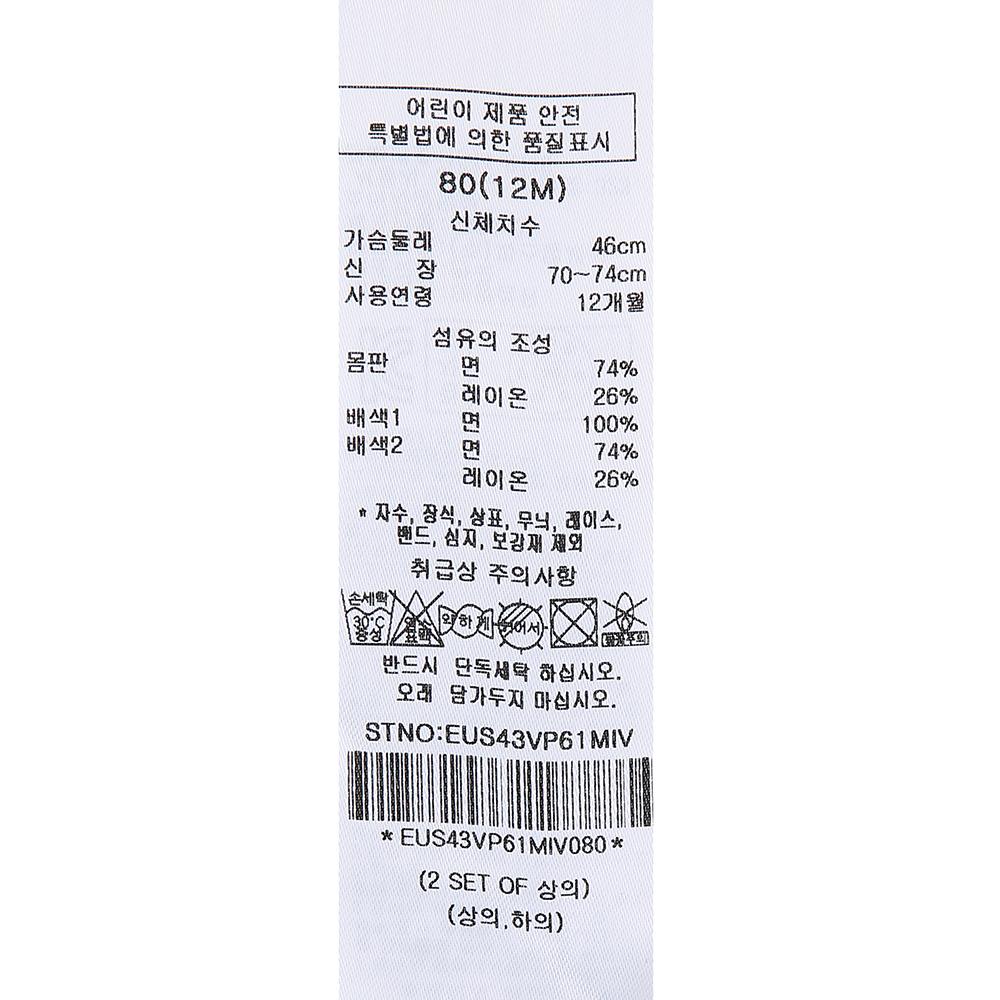 어린이 제품 안전
특별법에 의한 품질표시
80(12M)
신체치수
가슴둘레 46cm
신 장 70~74cm
사용연령 12개월
섬유의 조성
몸판 면 74%
레이온 26%
배색1 면 100%
배색2 면 74%
레이온 26%
* 자수, 장식, 상표, 무늬, 레이스,
밴드, 심지, 보강재 제외
취급상 주의사항
손세탁
30°C 약하게 뉘어서
중성 표백
반드시 단독세탁 하십시오.
오래 담가두지 마십시오.
STNO:EUS43VP61MIV
*EUS43VP61MIV080*
(2 SET OF 상의)
(상의,하의)